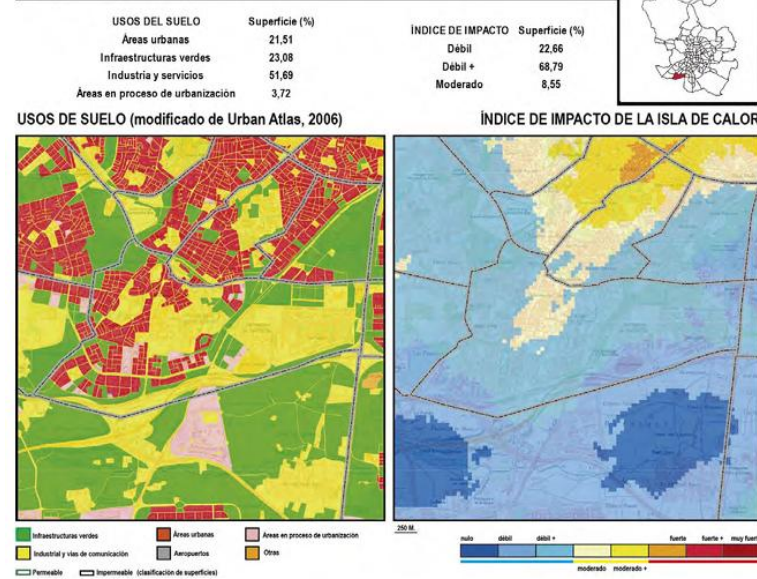 USOS DEL SUELO Superficie (%)
Áreas urbanas 21,51
Infraestructuras verdes 23,08
Industria y servicios 51,69
Áreas en proceso de urbanización 3,72
ÍNDICE DE IMPACTO Superficie (%)
Débil 22,66
Débil + 68,79
Moderado 8,55
USOS DE SUELO (modificado de Urban Atlas, 2006)
ÍNDICE DE IMPACTO DE LA ISLA DE CALOR
Infraestructuras verdes Áreas urbanas Áreas en proceso de urbanización
Industrial y vías de comunicación Aeropuertos Otras
Permeable Impermeable (clasificación de superficies)
250 M.
nulo débil débil + fuerte fuerte + muy fuerte
moderado moderado +